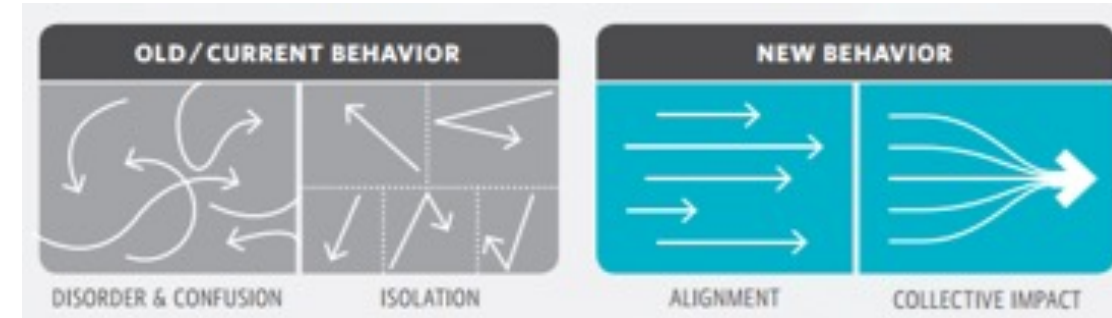 OLD/CURRENT BEHAVIOR
NEW BEHAVIOR
DISORDER & CONFUSION
ISOLATION
ALIGNMENT
COLLECTIVE IMPACT